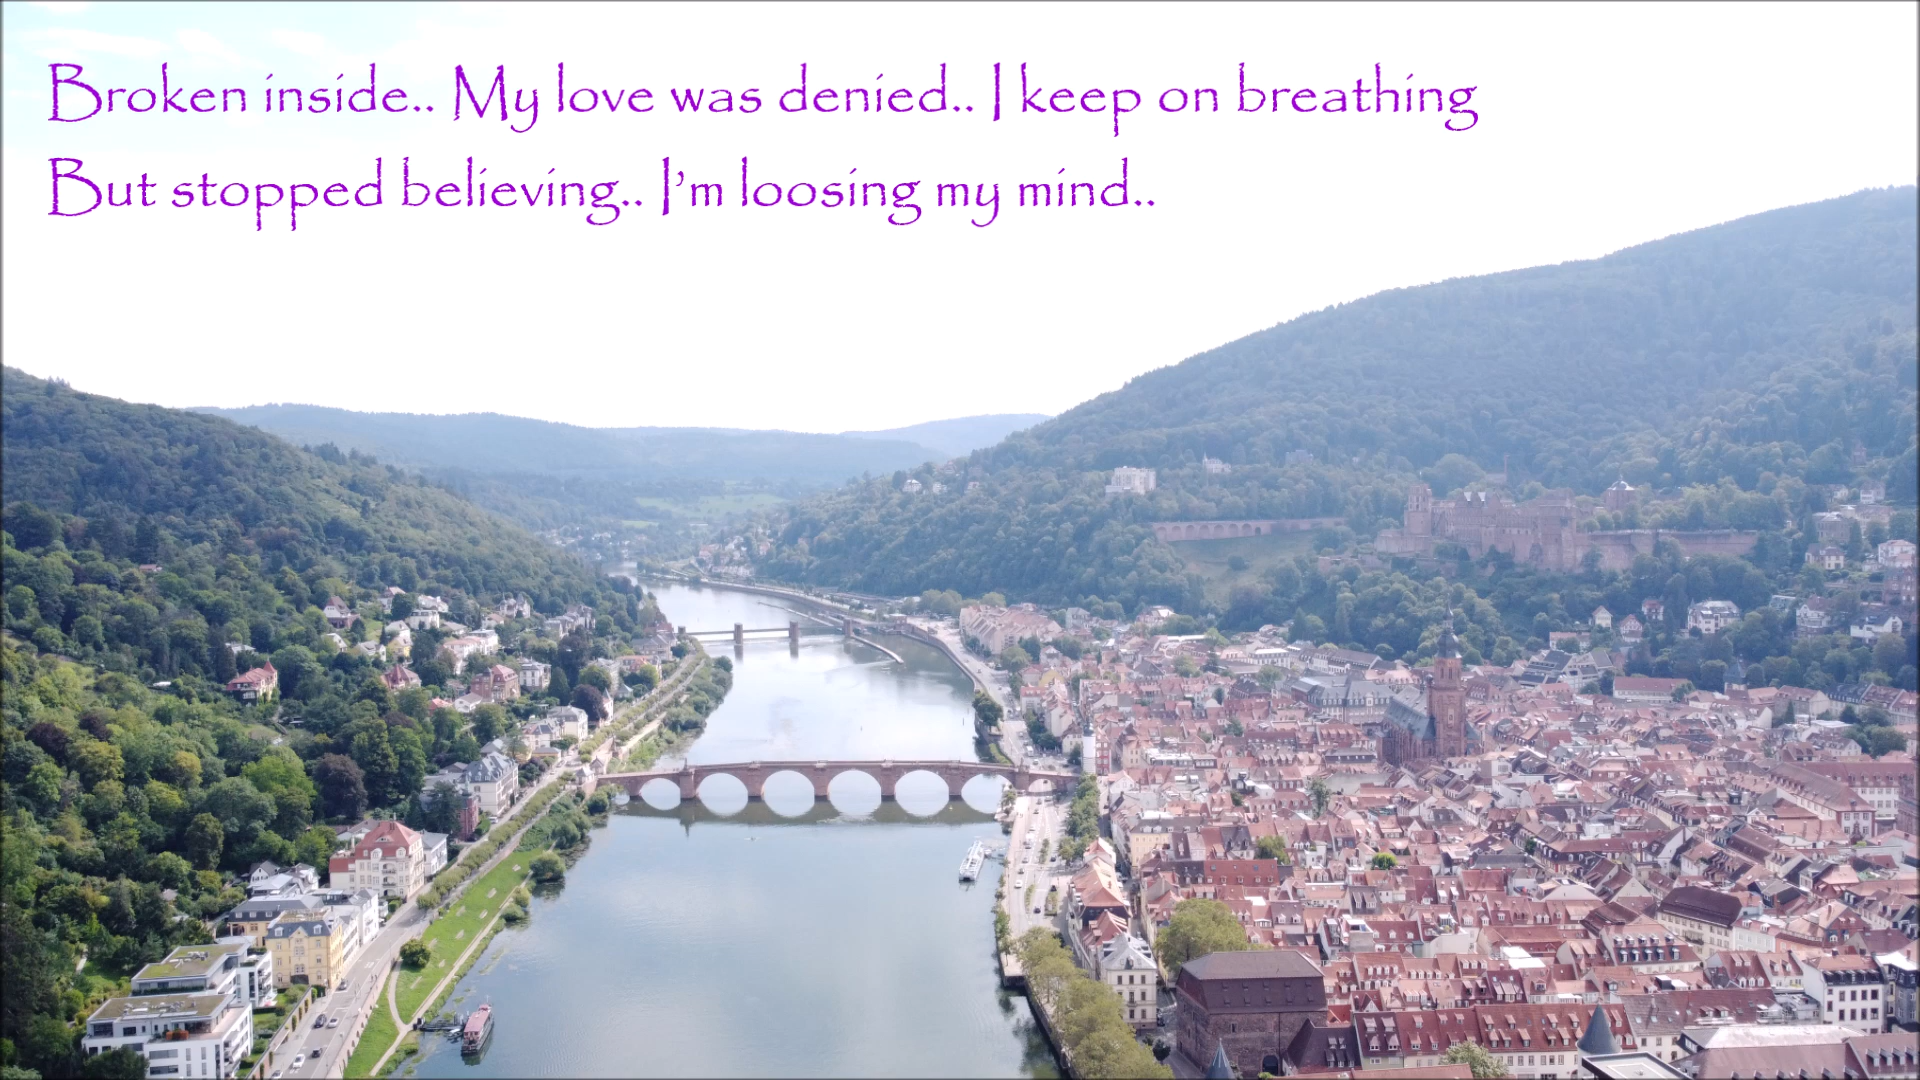 Broken inside.. My love was denied.. I keep on breathing
But stopped believing.. I'm loosing my mind..